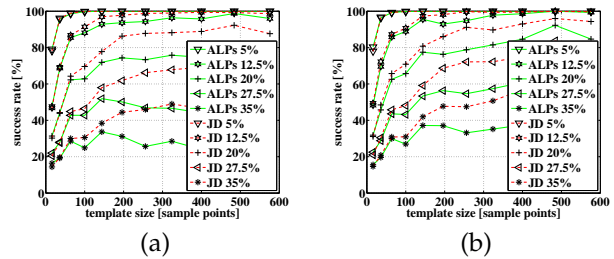 100
80
60
40
20
0
success rate [%]
0 100 200 300 400 500 600
template size [sample points]
ALPs 5%
ALPs 12.5%
ALPs 20%
ALPs 27.5%
ALPs 35%
JD 5%
JD 12.5%
JD 20%
JD 27.5%
JD 35%
(a)
100
80
60
40
20
0
success rate [%]
0 100 200 300 400 500 600
template size [sample points]
ALPs 5%
ALPs 12.5%
ALPs 20%
ALPs 27.5%
ALPs 35%
JD 5%
JD 12.5%
JD 20%
JD 27.5%
JD 35%
(b)